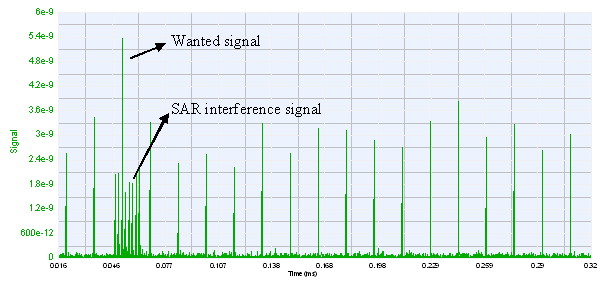 6e-9
5.4e-9
4.8e-9
4.2e-9
3.6e-9
3e-9
2.4e-9
1.8e-9
1.2e-9
600e-12
0
Signal
Wanted signal
SAR interference signal
0.016 0.046 0.077 0.107 0.138 0.168 0.198 0.229 0.259 0.29 0.32
Time (ms)